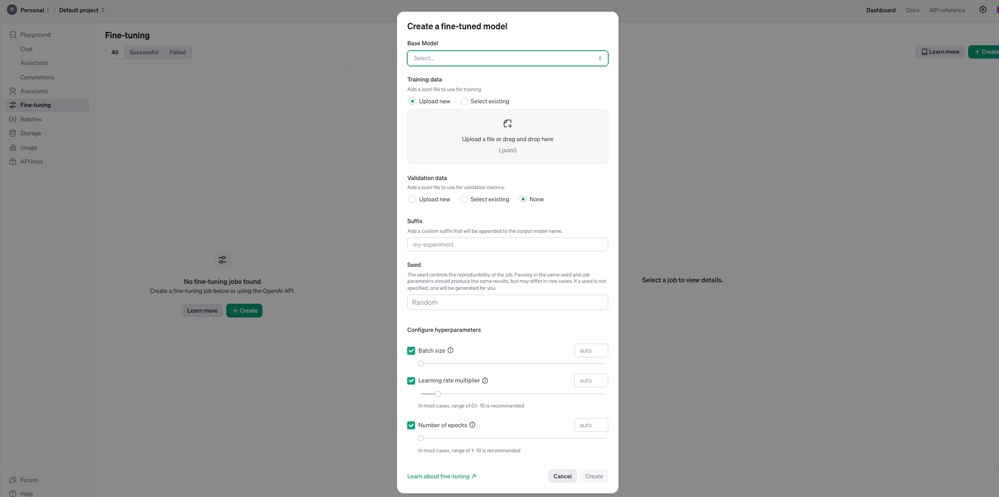 P Personal / Default project
Dashboard Docs API reference
Playground
Chat
Assistants
Completions
Assistants
Fine-tuning
Batches
Storage
Usage
API keys
Forum
Help
Fine-tuning
All Successful Failed
Learn more + Create
No fine-tuning jobs found
Create a fine-tuning job below or using the OpenAI API.
Learn more + Create
Select a job to view details.
Create a fine-tuned model
Base Model
Select...
Training data
Add a jsonl file to use for training.
Upload new Select existing
Upload a file or drag and drop here
(.jsonl)
Validation data
Add a jsonl file to use for validation metrics.
Upload new Select existing None
Suffix
Add a custom suffix that will be appended to the output model name.
my-experiment
Seed
The seed controls the reproducibility of the job. Passing in the same seed and job
parameters should produce the same results, but may differ in rare cases. If a seed is not
specified, one will be generated for you.
Random
Configure hyperparameters
Batch size auto
Learning rate multiplier auto
In most cases, range of 0.1- 10 is recommended
Number of epochs auto
In most cases, range of 1- 10 is recommended
Learn about fine-tuning Cancel Create